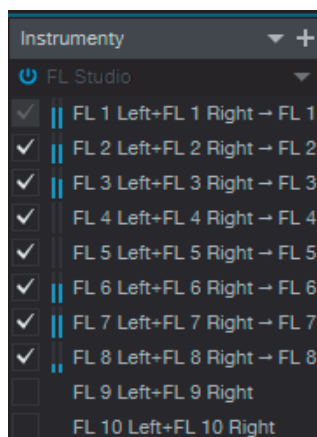 Instrumenty
FL Studio
FL 1 Left+FL 1 Right → FL 1
FL 2 Left+FL 2 Right → FL 2
FL 3 Left+FL 3 Right → FL 3
FL 4 Left+FL 4 Right → FL 4
FL 5 Left+FL 5 Right → FL 5
FL 6 Left+FL 6 Right → FL 6
FL 7 Left+FL 7 Right → FL 7
FL 8 Left+FL 8 Right → FL 8
FL 9 Left+FL 9 Right
FL 10 Left+FL 10 Right